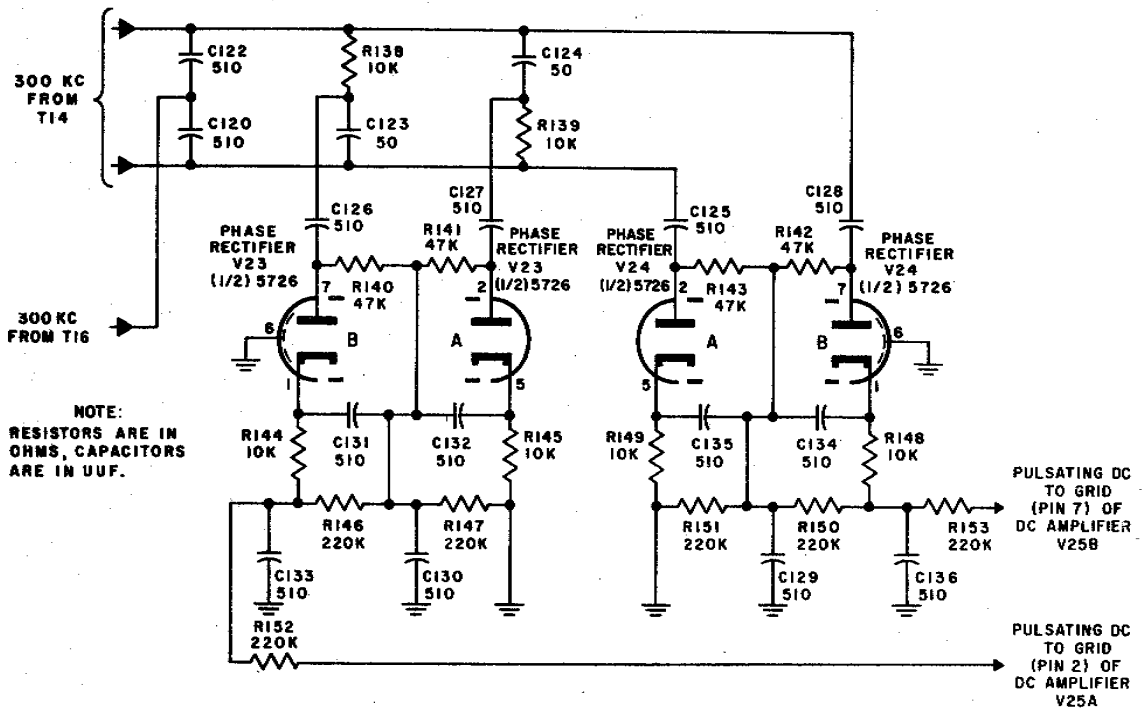 300 KC
FROM
T14
C122
510
C120
510
R138
10K
C123
50
C124
50
R139
10K
C126
510
C127
510
C125
510
C128
510
PHASE
RECTIFIER
V23
(1/2) 5726
R141
47K
R140
47K
PHASE
RECTIFIER
V23
(1/2) 5726
PHASE
RECTIFIER
V24
(1/2) 5726
R142
47K
R143
47K
PHASE
RECTIFIER
V24
(1/2) 5726
300 KC
FROM T16
7
2
2
7
6
B
A
A
B
6
1
5
5
1
NOTE:
RESISTORS ARE IN
OHMS, CAPACITORS
ARE IN UUF.
R144
10K
C131
510
C132
510
R145
10K
R149
10K
C135
510
C134
510
R148
10K
R146
220K
R147
220K
R151
220K
R150
220K
R153
220K
PULSATING DC
TO GRID
(PIN 7) OF
DC AMPLIFIER
V25B
C133
510
C130
510
C129
510
C136
510
R152
220K
PULSATING DC
TO GRID
(PIN 2) OF
DC AMPLIFIER
V25A